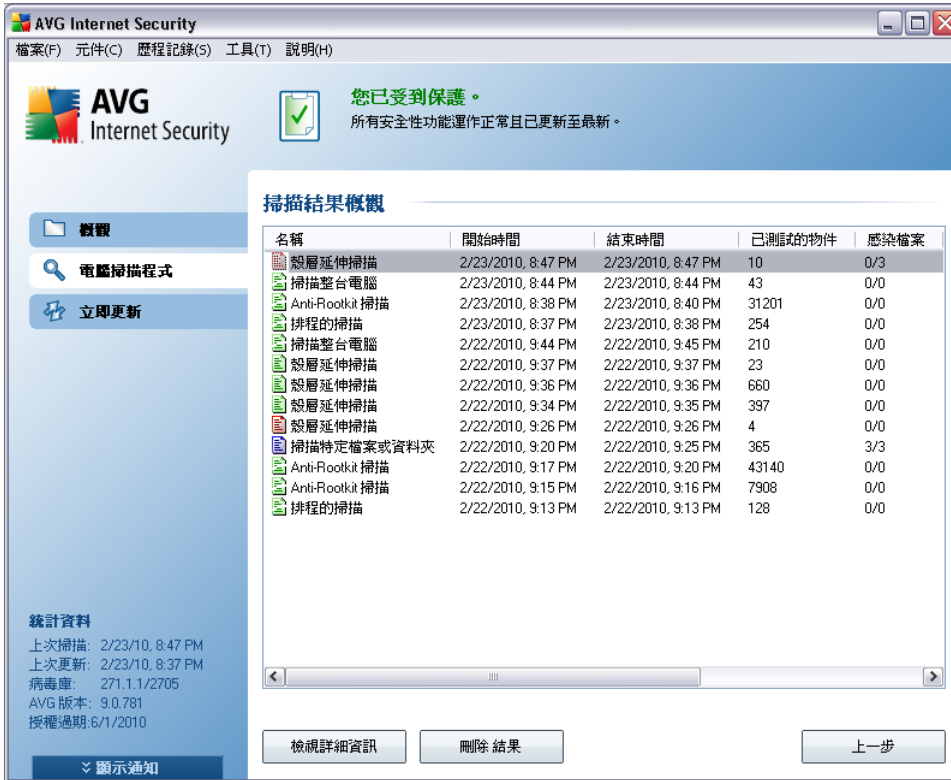 AVG Internet Security
檔案(F) 元件(C) 歷程記錄(S) 工具(T) 說明(H)
AVG
Internet Security
您已受到保護。
所有安全性功能運作正常且已更新至最新。
概觀
電腦掃描程式
立即更新
掃描結果概觀
名稱 開始時間 結束時間 已測試的物件 感染檔案
殼層延伸掃描 2/23/2010, 8:47 PM 2/23/2010, 8:47 PM 10 0/3
掃描整台電腦 2/23/2010, 8:44 PM 2/23/2010, 8:44 PM 43 0/0
Anti-Rootkit 掃描 2/23/2010, 8:38 PM 2/23/2010, 8:40 PM 31201 0/0
排程的掃描 2/23/2010, 8:37 PM 2/23/2010, 8:38 PM 254 0/0
掃描整台電腦 2/22/2010, 9:44 PM 2/22/2010, 9:45 PM 210 0/0
殼層延伸掃描 2/22/2010, 9:37 PM 2/22/2010, 9:37 PM 23 0/0
殼層延伸掃描 2/22/2010, 9:36 PM 2/22/2010, 9:36 PM 660 0/0
殼層延伸掃描 2/22/2010, 9:34 PM 2/22/2010, 9:35 PM 397 0/0
殼層延伸掃描 2/22/2010, 9:26 PM 2/22/2010, 9:26 PM 4 0/0
掃描特定檔案或資料夾 2/22/2010, 9:20 PM 2/22/2010, 9:25 PM 365 3/3
Anti-Rootkit 掃描 2/22/2010, 9:17 PM 2/22/2010, 9:20 PM 43140 0/0
Anti-Rootkit 掃描 2/22/2010, 9:15 PM 2/22/2010, 9:16 PM 7908 0/0
排程的掃描 2/22/2010, 9:13 PM 2/22/2010, 9:13 PM 128 0/0
統計資料
上次掃描: 2/23/10, 8:47 PM
上次更新: 2/23/10, 8:37 PM
病毒庫: 271.1.1/2705
AVG 版本: 9.0.781
授權過期:6/1/2010
顯示通知
檢視詳細資訊 刪除 結果 上一步